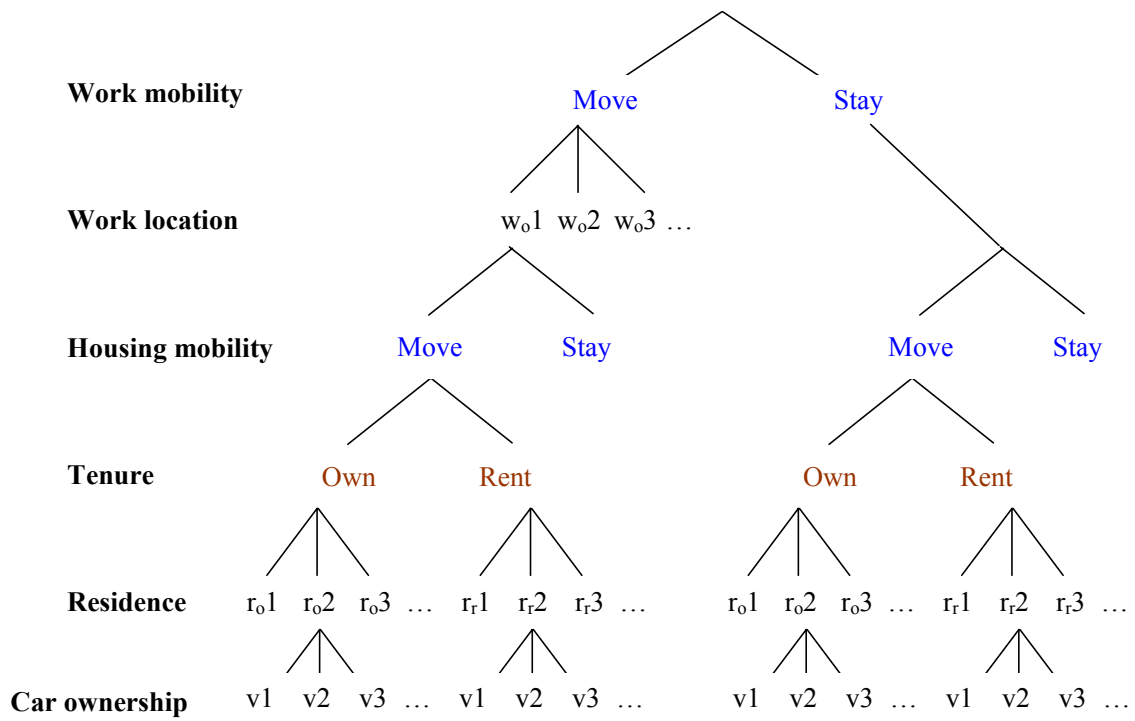 Work mobility Move Stay
Work location wₒ1 wₒ2 wₒ3 …
Housing mobility Move Stay Move Stay
Tenure Own Rent Own Rent
Residence rₒ1 rₒ2 rₒ3 … rᵣ1 rᵣ2 rᵣ3 … rₒ1 rₒ2 rₒ3 … rᵣ1 rᵣ2 rᵣ3 …
Car ownership v1 v2 v3 … v1 v2 v3 … v1 v2 v3 … v1 v2 v3 …